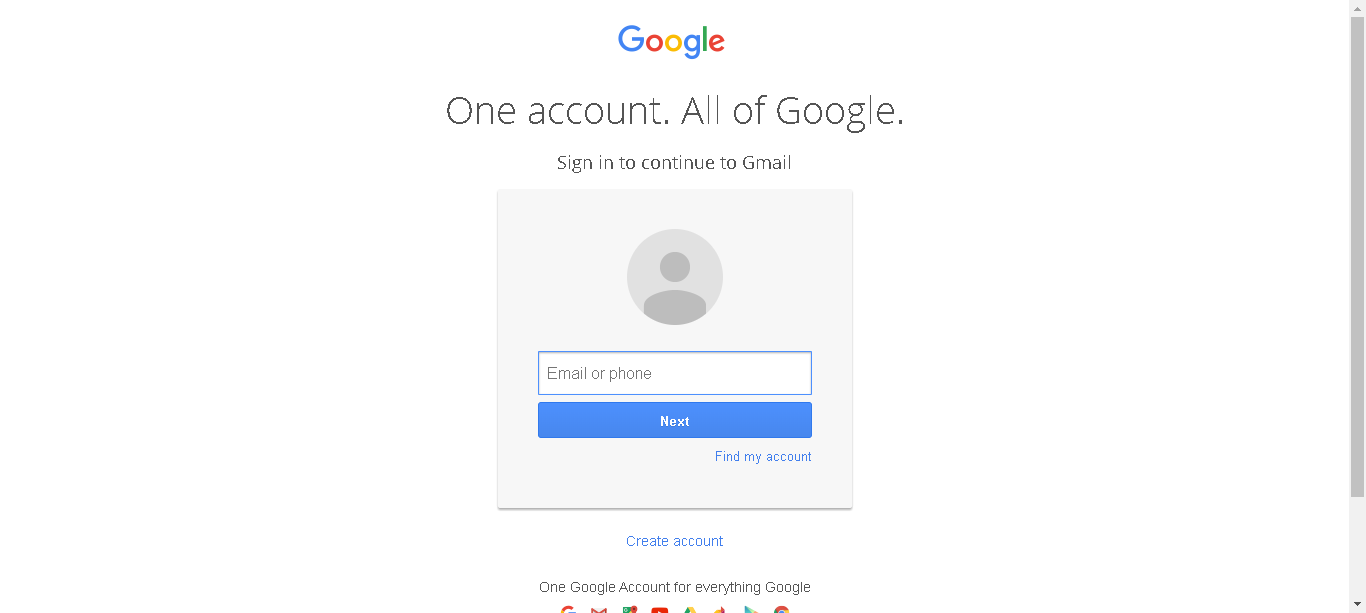 Google
One account. All of Google.
Sign in to continue to Gmail
Email or phone
Next
Find my account
Create account
One Google Account for everything Google